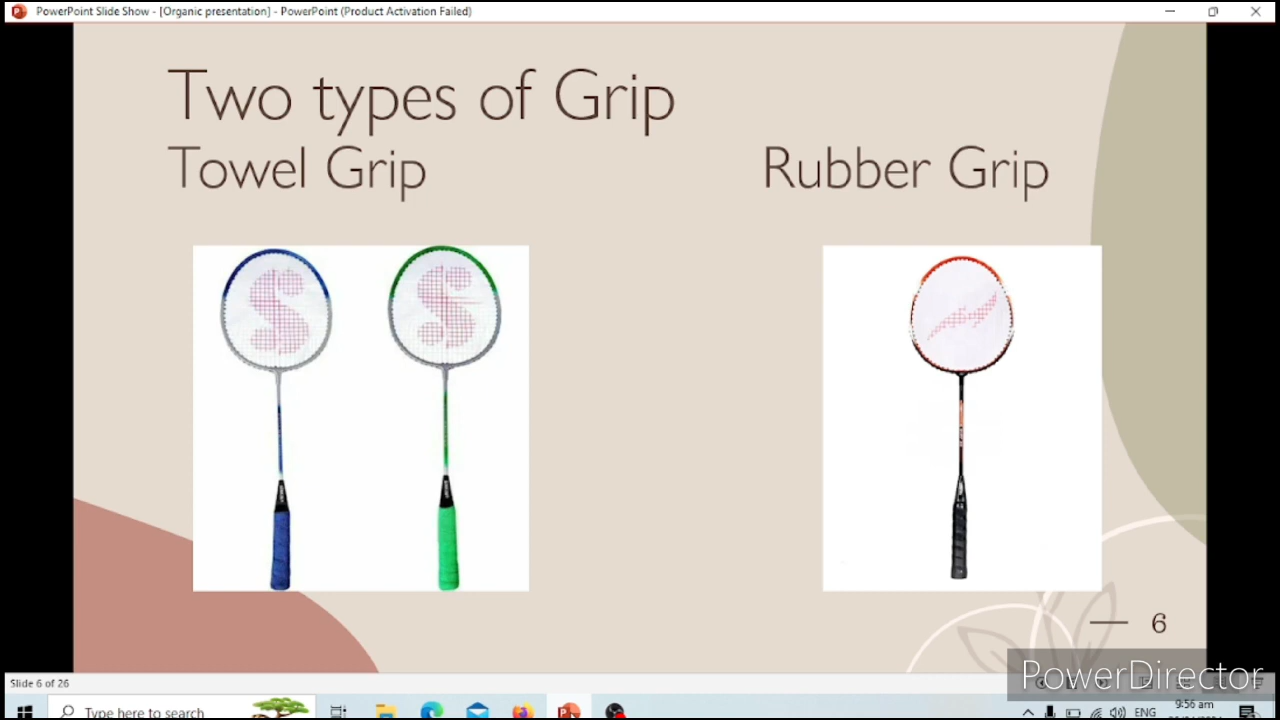 PowerPoint Slide Show - [Organic presentation] - PowerPoint (Product Activation Failed)
Two types of Grip
Towel Grip
Rubber Grip
6
PowerDirector
Slide 6 of 26
Type here to search
ENG
9:56 am